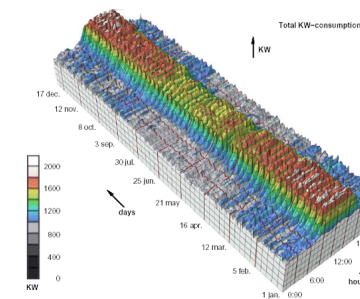 Total KW-consumption
KW
17 dec.
12 nov.
8 oct.
3 sep.
30 jul.
25 jun.
21 may
16 apr.
12 mar.
5 feb.
1 jan.
0:00
6:00
12:00
hou
days
2000
1600
1200
800
400
0
KW